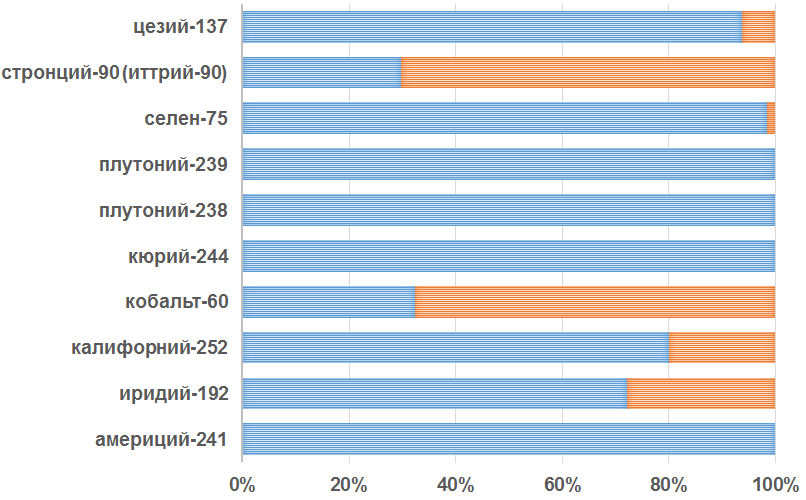 цезий-137
стронций-90(иттрий-90)
селен-75
плутоний-239
плутоний-238
кюрий-244
кобальт-60
калифорний-252
иридий-192
америций-241
0% 20% 40% 60% 80% 100%